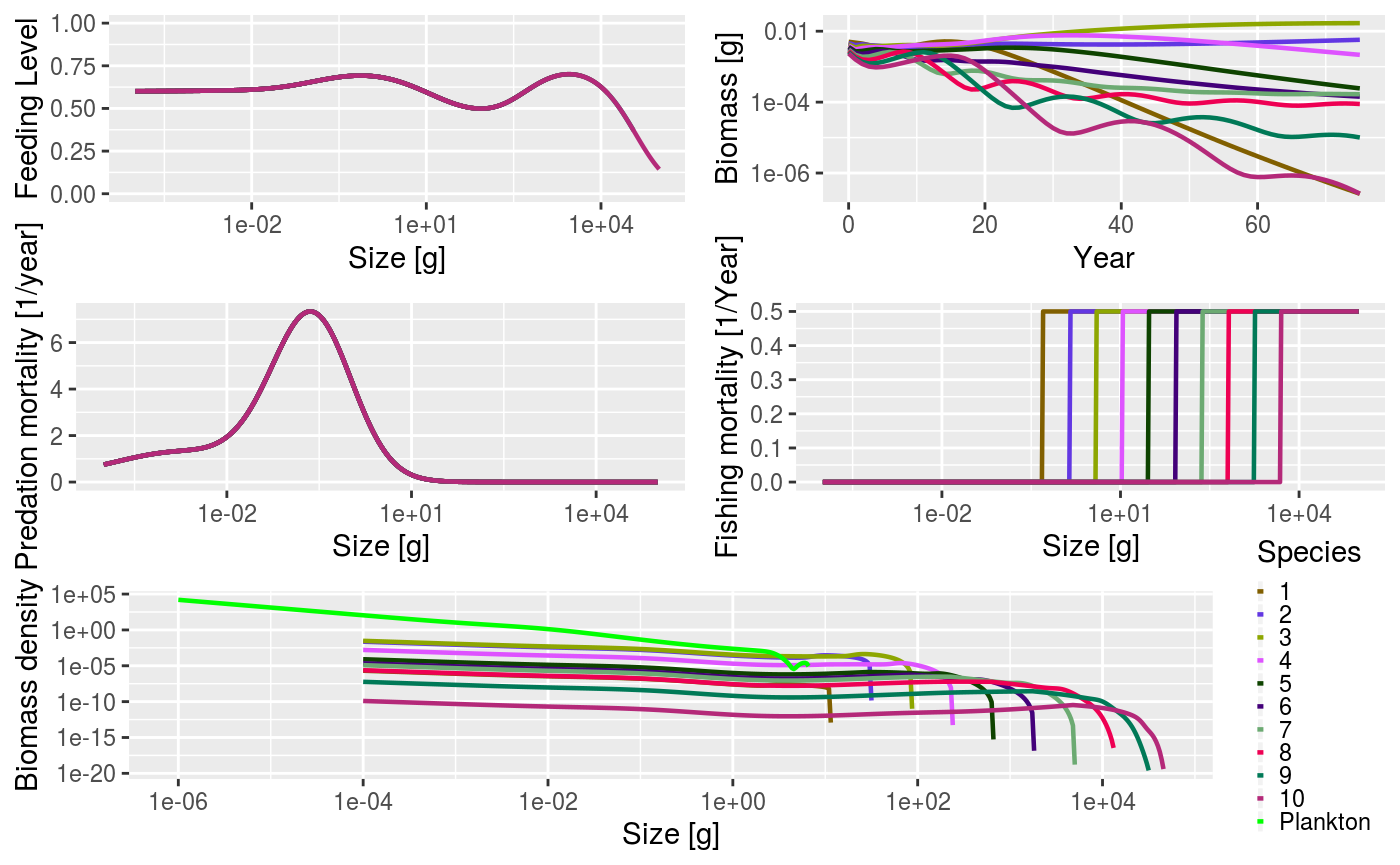 Feeding Level
1.00
0.75
0.50
0.25
0.00
1e-02
1e+01
1e+04
Size [g]
Biomass [g]
0.01
1e-04
1e-06
0
20
40
60
Year
Predation mortality [1/year]
6
4
2
0
1e-02
1e+01
1e+04
Size [g]
Fishing mortality [1/Year]
0.5
0.4
0.3
0.2
0.1
0.0
1e-02
1e+01
1e+04
Size [g]
Biomass density
1e+05
1e+00
1e-05
1e-10
1e-15
1e-20
1e-06
1e-04
1e-02
1e+00
1e+02
1e+04
Size [g]
Species
1
2
3
4
5
6
7
8
9
10
Plankton